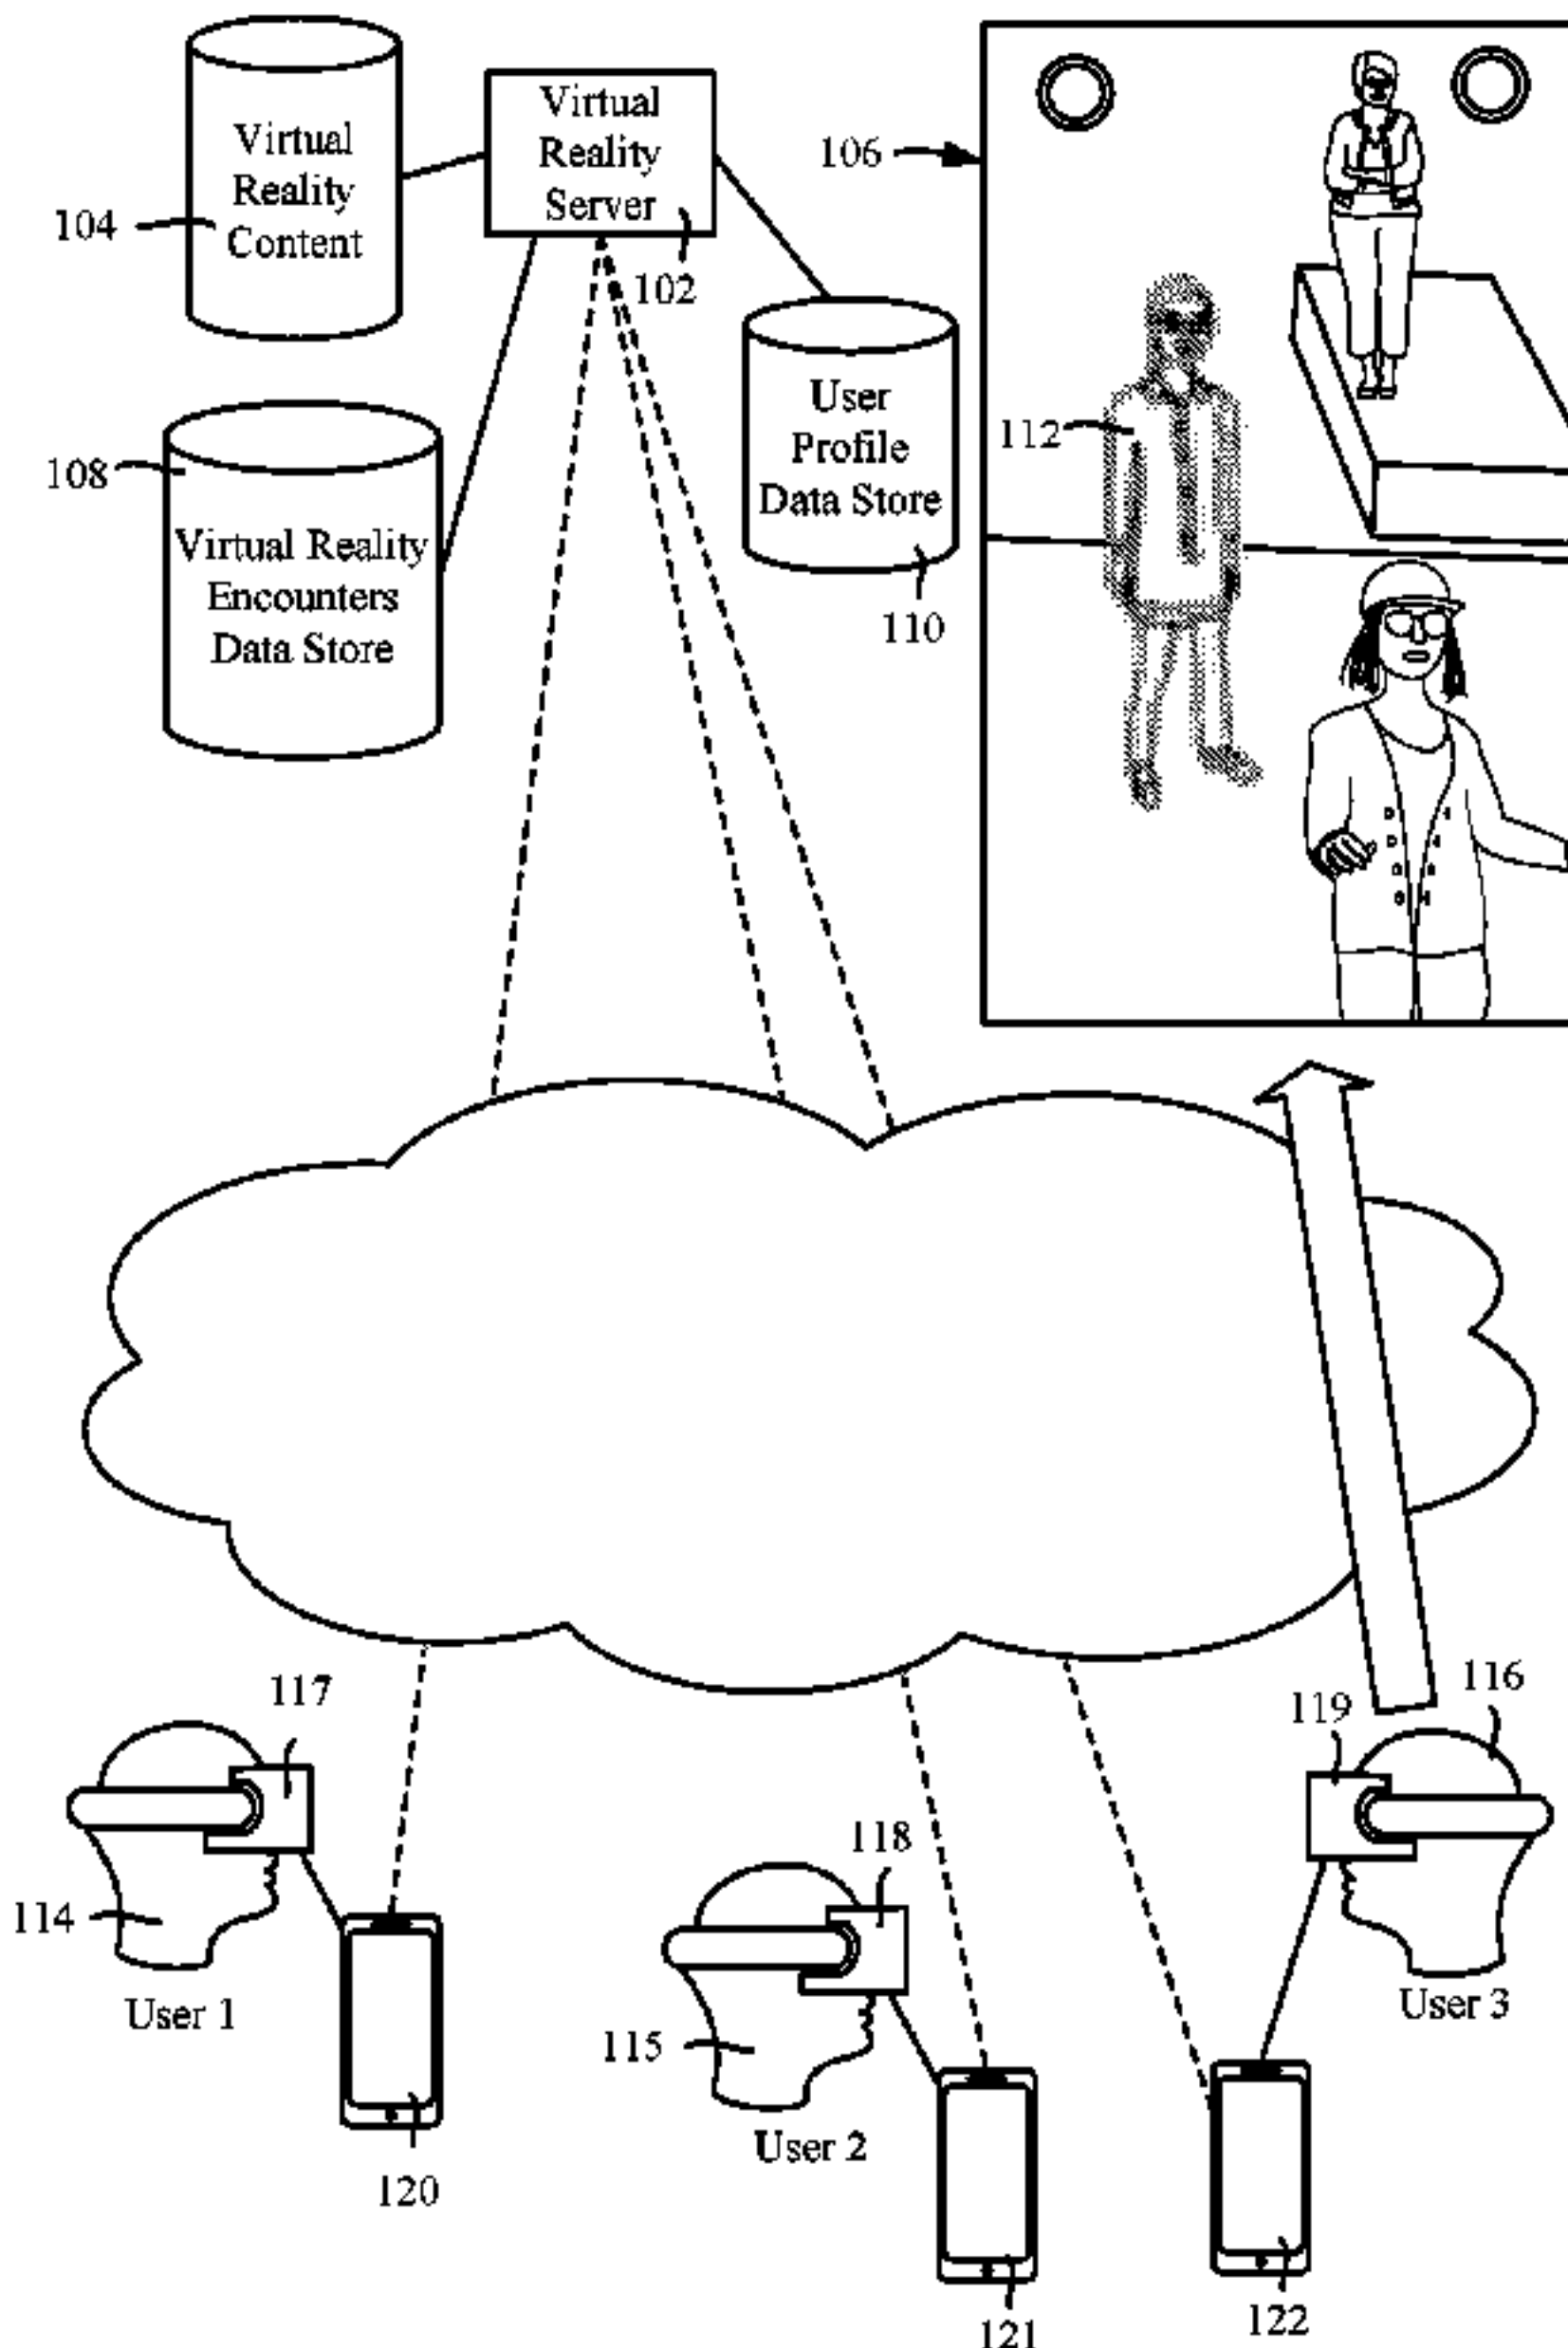 Virtual
Reality
Content
104
Virtual
Reality
Server
102
106
108
Virtual Reality
Encounters
Data Store
User
Profile
Data Store
110
112
117
114
User 1
120
118
115
User 2
121
119
116
User 3
122